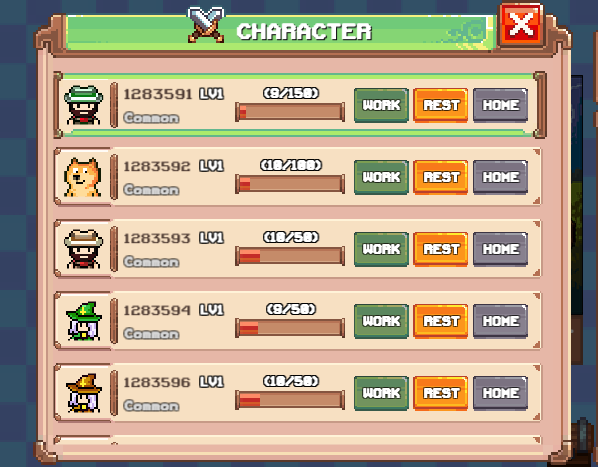 CHARACTER
1283591 LV1 (9/150) WORK REST HOME
Common
1283592 LV1 (10/100) WORK REST HOME
Common
1283593 LV1 (10/50) WORK REST HOME
Common
1283594 LV1 (9/50) WORK REST HOME
Common
1283596 LV1 (10/50) WORK REST HOME
Common